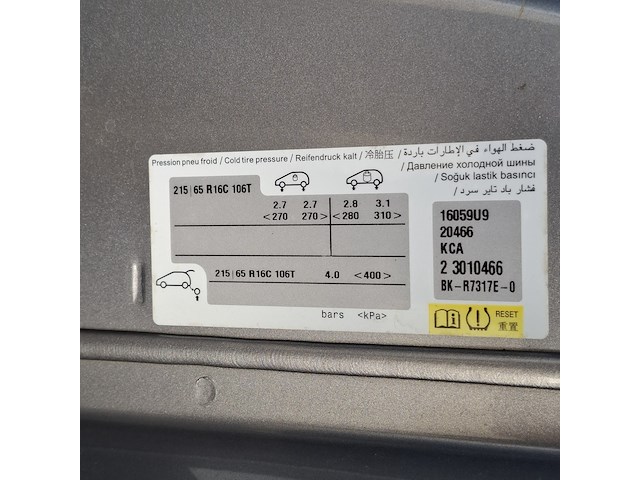 Pression pneu froid / Cold tire pressure / Reifendruck kalt / 冷胎压 / ضغط الهواء في الإطارات باردة /
/ Давление холодной шины
/ Soğuk lastik basıncı
/ فشار باد تایر سرد
215|65 R16C 106T
2.7 2.7 2.8 3.1
<270 270> <280 310>
215|65 R16C 106T 4.0 <400>
bars <kPa>
16059U9
20466
KCA
2 3010466
BK-R7317E-0
RESET
重置